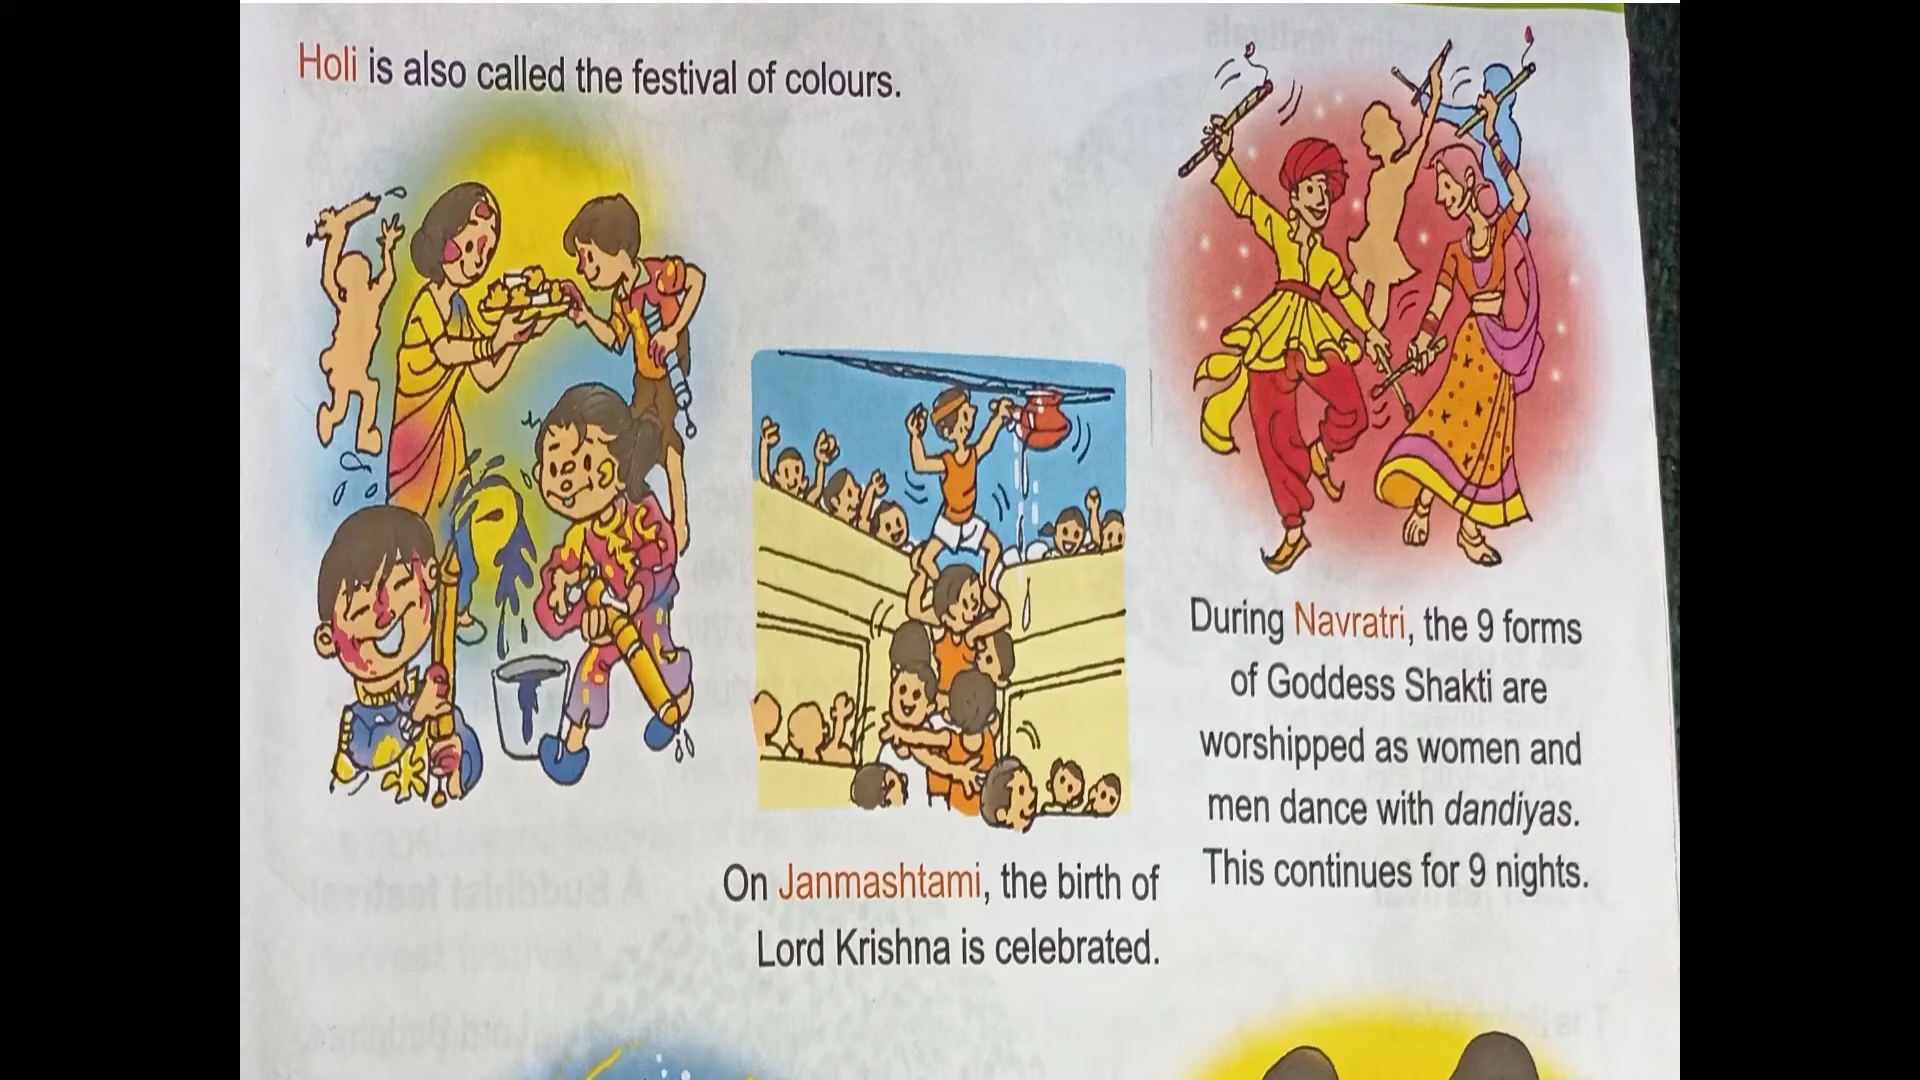 Holi is also called the festival of colours.
On Janmashtami, the birth of
Lord Krishna is celebrated.
During Navratri, the 9 forms
of Goddess Shakti are
worshipped as women and
men dance with dandiyas.
This continues for 9 nights.